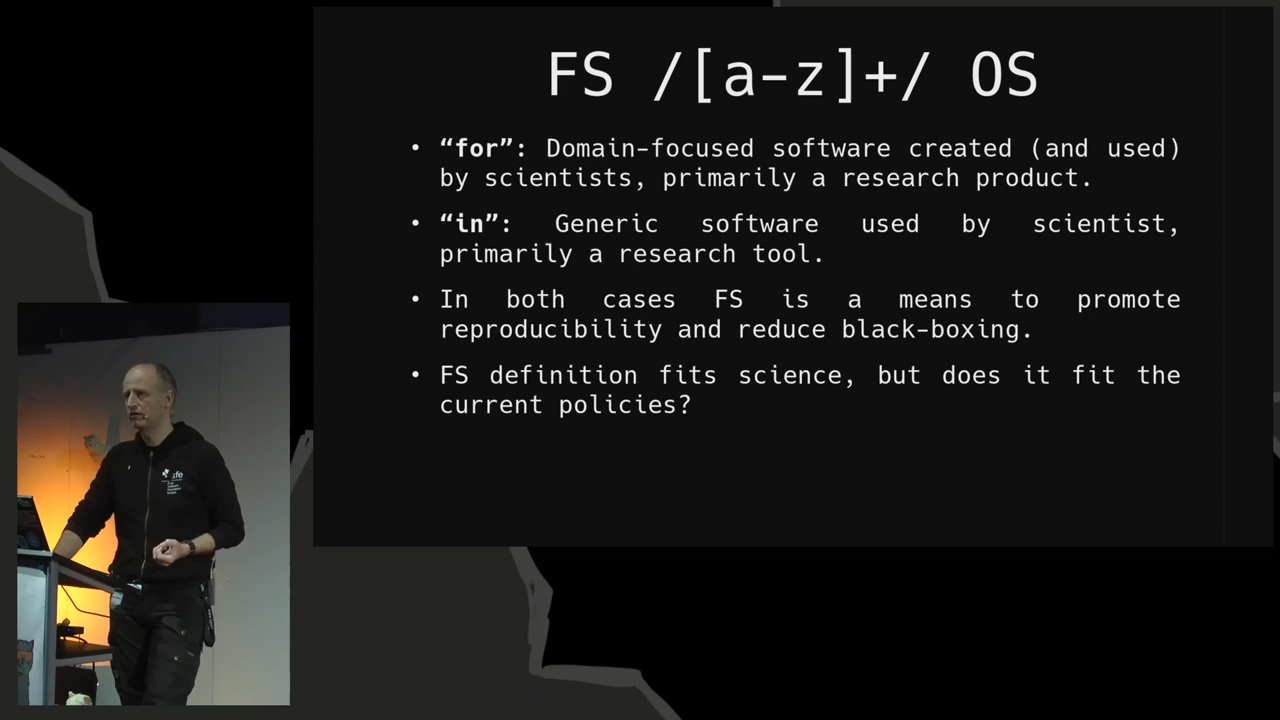 FS /[a-z]+/ OS
• “for”: Domain-focused software created (and used)
by scientists, primarily a research product.
• “in”: Generic software used by scientist,
primarily a research tool.
• In both cases FS is a means to promote
reproducibility and reduce black-boxing.
• FS definition fits science, but does it fit the
current policies?